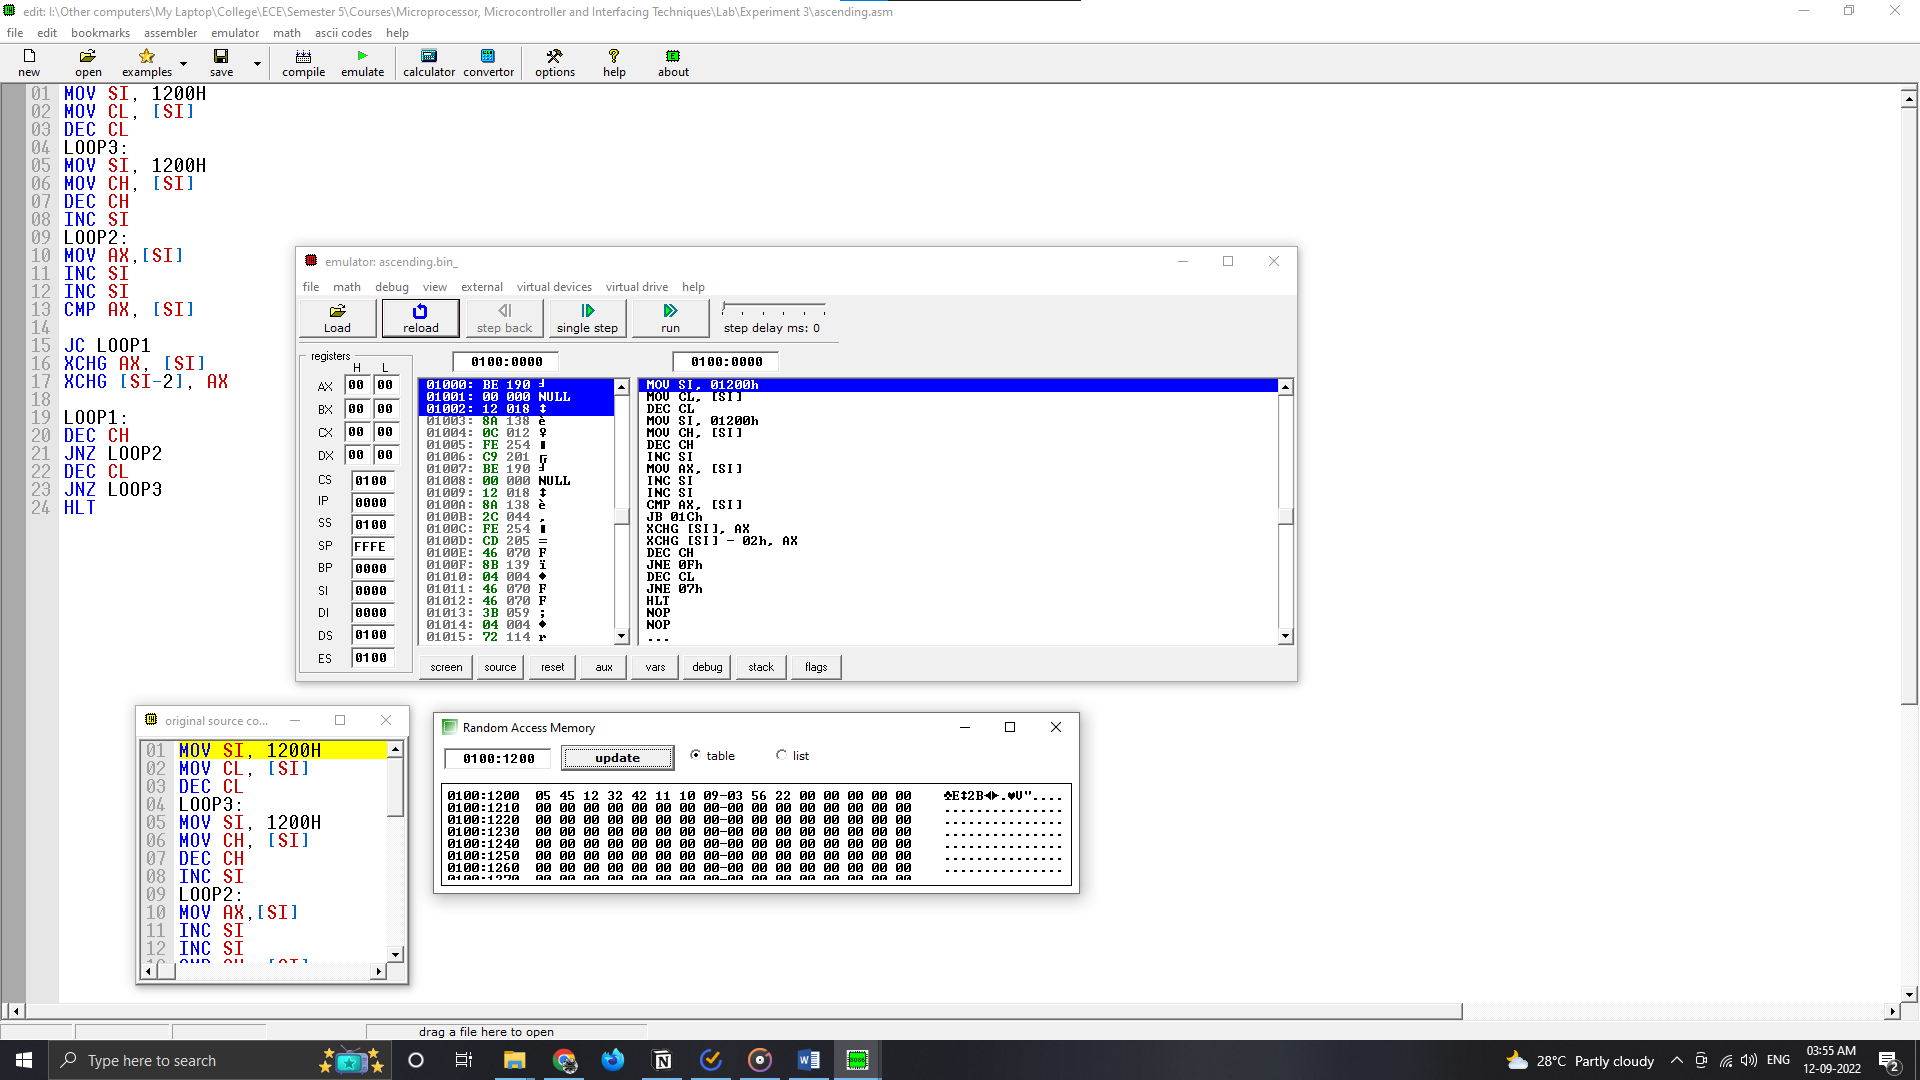 edit: I:\Other computers\My Laptop\College\ECE\Semester 5\Courses\Microprocessor, Microcontroller and Interfacing Techniques\Lab\Experiment 3\ascending.asm
file edit bookmarks assembler emulator math ascii codes help
new open examples save compile emulate calculator convertor options help about
01 MOV SI, 1200H
02 MOV CL, [SI]
03 DEC CL
04 LOOP3:
05 MOV SI, 1200H
06 MOV CH, [SI]
07 DEC CH
08 INC SI
09 LOOP2:
10 MOV AX,[SI]
11 INC SI
12 INC SI
13 CMP AX, [SI]
14
15 JC LOOP1
16 XCHG AX, [SI]
17 XCHG [SI-2], AX
18
19 LOOP1:
20 DEC CH
21 JNZ LOOP2
22 DEC CL
23 JNZ LOOP3
24 HLT
emulator: ascending.bin_
file math debug view external virtual devices virtual drive help
Load reload step back single step run step delay ms: 0
registers
H L
AX 00 00
BX 00 00
CX 00 00
DX 00 00
CS 0100
IP 0000
SS 0100
SP FFFE
BP 0000
SI 0000
DI 0000
DS 0100
ES 0100
0100:0000
01000: BE 190 ╛
01001: 00 000 NULL
01002: 12 018 ↕
01003: 8A 138 è
01004: 0C 012 ♀
01005: FE 254 ■
01006: C9 201 ╔
01007: BE 190 ╛
01008: 00 000 NULL
01009: 12 018 ↕
0100A: 8A 138 è
0100B: 2C 044 ,
0100C: FE 254 ■
0100D: CD 205 =
0100E: 46 070 F
0100F: 8B 139 ï
01010: 04 004 ♦
01011: 46 070 F
01012: 46 070 F
01013: 3B 059 ;
01014: 04 004 ♦
01015: 72 114 r
0100:0000
MOV SI, 01200h
MOV CL, [SI]
DEC CL
MOV SI, 01200h
MOV CH, [SI]
DEC CH
INC SI
MOV AX, [SI]
INC SI
INC SI
CMP AX, [SI]
JB 01Ch
XCHG [SI], AX
XCHG [SI] - 02h, AX
DEC CH
JNE 0Fh
DEC CL
JNE 07h
HLT
NOP
NOP
...
screen source reset aux vars debug stack flags
original source co...
01 MOV SI, 1200H
02 MOV CL, [SI]
03 DEC CL
04 LOOP3:
05 MOV SI, 1200H
06 MOV CH, [SI]
07 DEC CH
08 INC SI
09 LOOP2:
10 MOV AX,[SI]
11 INC SI
12 INC SI
Random Access Memory
0100:1200 update table list
0100:1200 05 45 12 32 42 11 10 09-03 56 22 00 00 00 00 00 ♣E↕2B◄►.♥V"....
0100:1210 00 00 00 00 00 00 00 00-00 00 00 00 00 00 00 00 ...............
0100:1220 00 00 00 00 00 00 00 00-00 00 00 00 00 00 00 00 ...............
0100:1230 00 00 00 00 00 00 00 00-00 00 00 00 00 00 00 00 ...............
0100:1240 00 00 00 00 00 00 00 00-00 00 00 00 00 00 00 00 ...............
0100:1250 00 00 00 00 00 00 00 00-00 00 00 00 00 00 00 00 ...............
0100:1260 00 00 00 00 00 00 00 00-00 00 00 00 00 00 00 00 ...............
drag a file here to open
Type here to search
28°C Partly cloudy
ENG
03:55 AM
12-09-2022
2